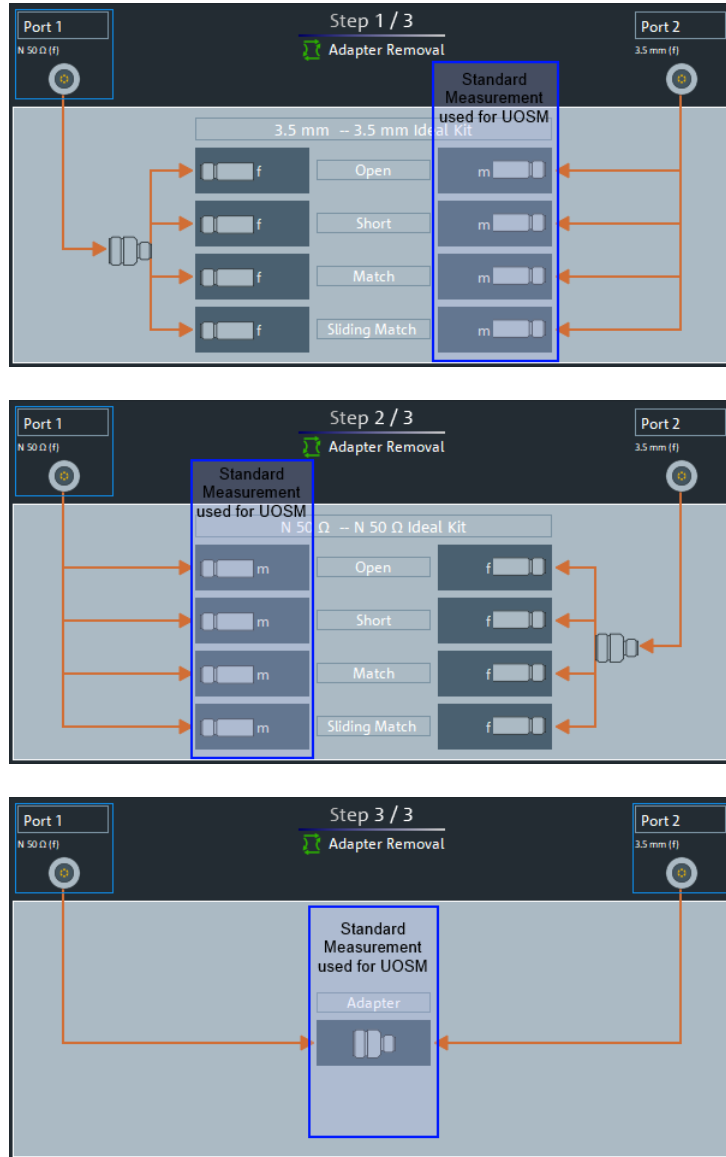 Port 1
Step 1 / 3
Port 2
N 50 Ω (f)
Adapter Removal
3.5 mm (f)
Standard
Measurement
used for UOSM
3.5 mm -- 3.5 mm Ideal Kit
f Open m
f Short m
f Match m
f Sliding Match m
Port 1
Step 2 / 3
Port 2
N 50 Ω (f)
Adapter Removal
3.5 mm (f)
Standard
Measurement
used for UOSM
N 50 Ω -- N 50 Ω Ideal Kit
m Open f
m Short f
m Match f
m Sliding Match f
Port 1
Step 3 / 3
Port 2
N 50 Ω (f)
Adapter Removal
3.5 mm (f)
Standard
Measurement
used for UOSM
Adapter